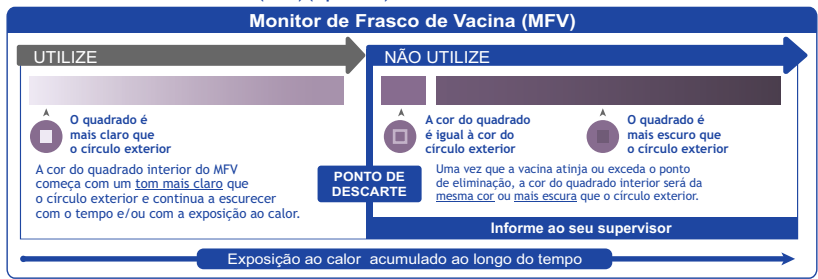 Monitor de Frasco de Vacina (MFV)
UTILIZE
O quadrado é
mais claro que
o círculo exterior
A cor do quadrado interior do MFV
começa com um tom mais claro que
o círculo exterior e continua a escurecer
com o tempo e/ou com a exposição ao calor.
PONTO DE
DESCARTE
NÃO UTILIZE
A cor do quadrado
é igual à cor do
círculo exterior
O quadrado é
mais escuro que
o círculo exterior
Uma vez que a vacina atinja ou exceda o ponto
de eliminação, a cor do quadrado interior será da
mesma cor ou mais escura que o círculo exterior.
Informe ao seu supervisor
Exposição ao calor acumulado ao longo do tempo